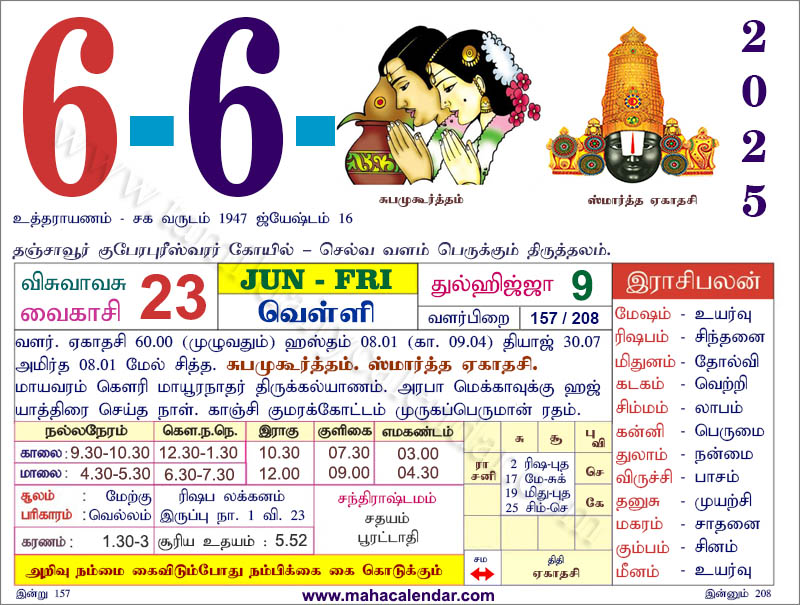 6-6-
2025
சுபமுகூர்த்தம்
ஸ்மார்த்த ஏகாதசி
உத்தராயணம் - சக வருடம் 1947 ஜ்யேஷ்டம் 16
தஞ்சாவூர் குபேரபுரீஸ்வரர் கோயில் – செல்வ வளம் பெருக்கும் திருத்தலம்.
விசுவாவசு
வைகாசி 23
JUN - FRI
வெள்ளி
துல்ஹிஜ்ஜா 9
வளர்பிறை 157 / 208
வளர். ஏகாதசி 60.00 (முழுவதும்) ஹஸ்தம் 08.01 (கா. 09.04) தியாஜ் 30.07
அமிர்த 08.01 மேல் சித்த. சுபமுகூர்த்தம். ஸ்மார்த்த ஏகாதசி.
மாயவரம் கௌரி மாயூரநாதர் திருக்கல்யாணம். அரபா மெக்காவுக்கு ஹஜ்
யாத்திரை செய்த நாள். காஞ்சி குமரக்கோட்டம் முருகப்பெருமான் ரதம்.
நல்லநேரம் கௌ.ந.நெ. இராகு குளிகை எமகண்டம்
காலை: 9.30-10.30 12.30-1.30 10.30 07.30 03.00
மாலை: 4.30-5.30 6.30-7.30 12.00 09.00 04.30
சூலம் : மேற்கு
பரிகாரம் : வெல்லம்
ரிஷப லக்கனம்
இருப்பு நா. 1 வி. 23
கரணம் : 1.30-3
சூரிய உதயம் : 5.52
சந்திராஷ்டமம்
சதயம்
பூரட்டாதி
சு சூ பு வி
ரா சனி
2 ரிஷ-புத
17 மே-சுக்
19 மிது-புத
25 சிம்-செ
செ
கே
அறிவு நம்மை கைவிடும்போது நம்பிக்கை கை கொடுக்கும்
சம
திதி
ஏகாதசி
இராசிபலன்
மேஷம் - உயர்வு
ரிஷபம் - சிந்தனை
மிதுனம் - தோல்வி
கடகம் - வெற்றி
சிம்மம் - லாபம்
கன்னி - பெருமை
துலாம் - நன்மை
விருச்சி - பாசம்
தனுசு - முயற்சி
மகரம் - சாதனை
கும்பம் - சினம்
மீனம் - உயர்வு
இன்று 157
www.mahacalendar.com
இன்னும் 208